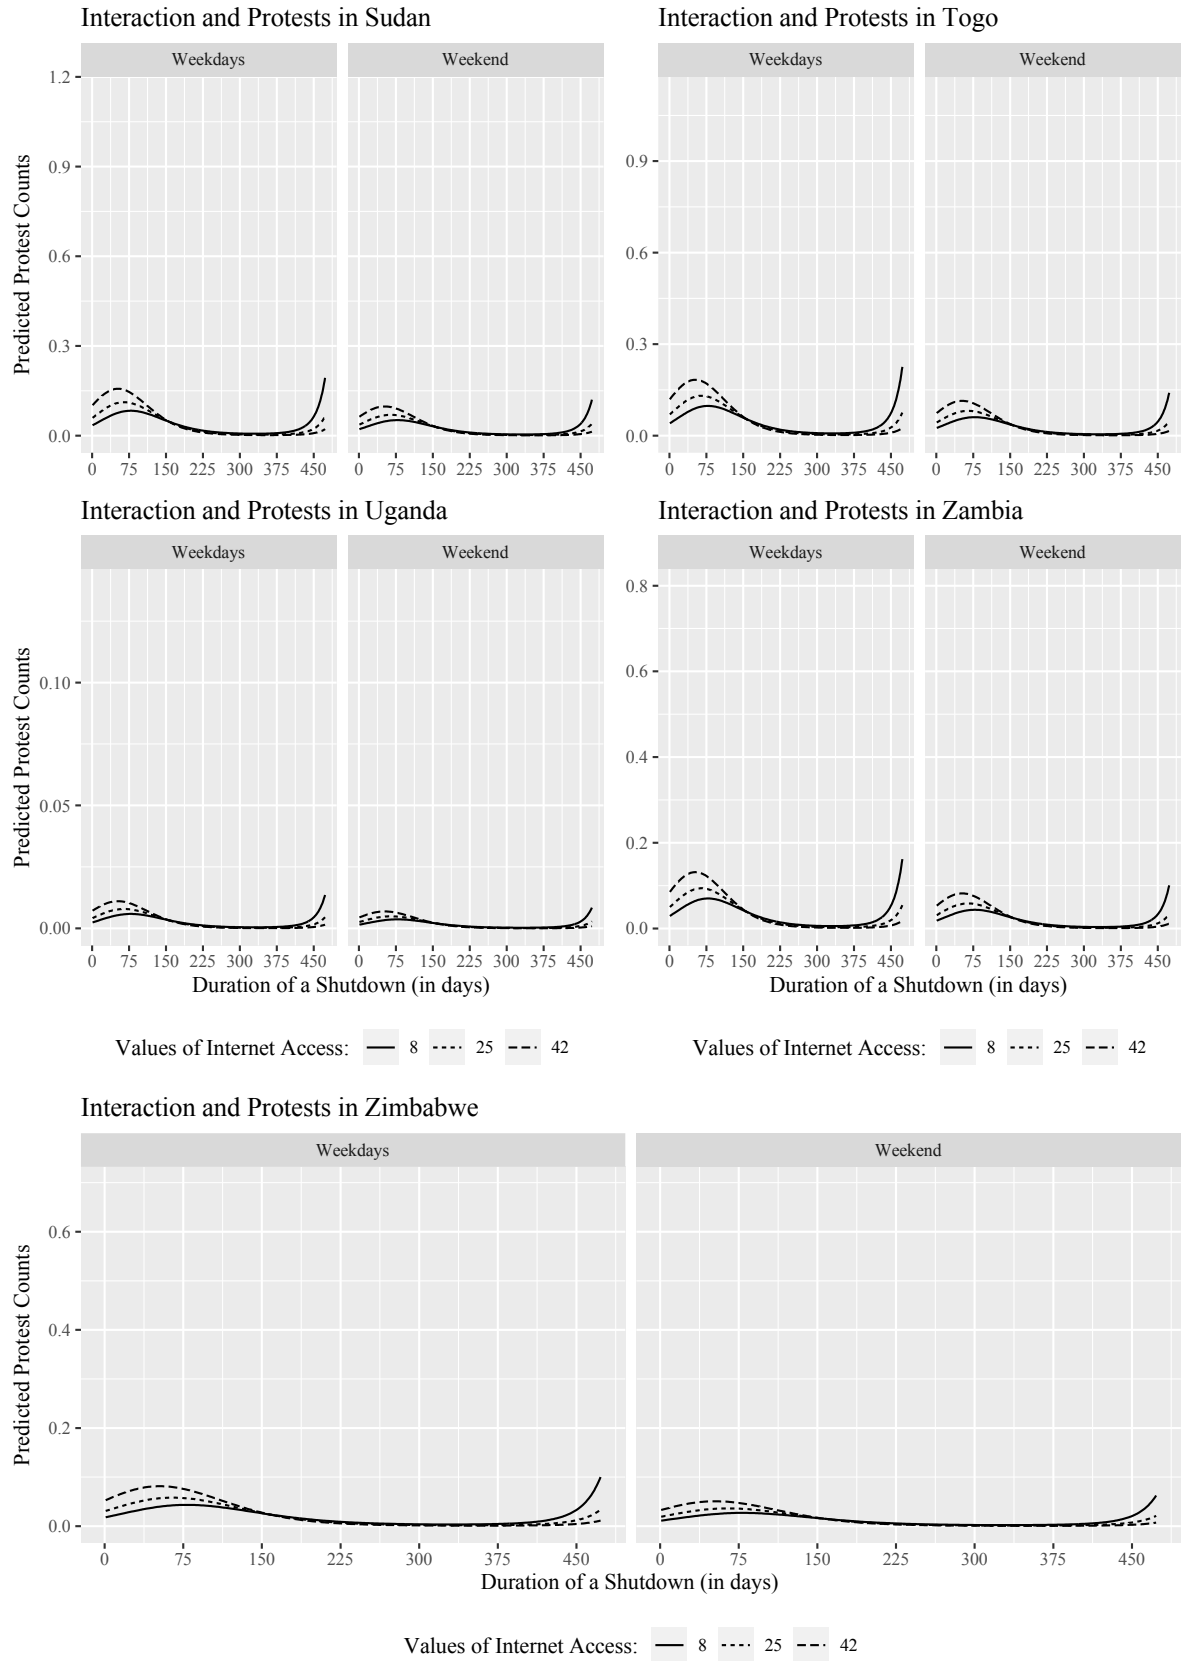 Interaction and Protests in Sudan
Weekdays Weekend
Predicted Protest Counts
1.2
0.9
0.6
0.3
0.0
0 75 150 225 300 375 450 0 75 150 225 300 375 450
Interaction and Protests in Togo
Weekdays Weekend
0.9
0.6
0.3
0.0
0 75 150 225 300 375 450 0 75 150 225 300 375 450
Interaction and Protests in Uganda
Weekdays Weekend
Predicted Protest Counts
0.10
0.05
0.00
0 75 150 225 300 375 450 0 75 150 225 300 375 450
Duration of a Shutdown (in days)
Values of Internet Access: 8 25 42
Interaction and Protests in Zambia
Weekdays Weekend
0.8
0.6
0.4
0.2
0.0
0 75 150 225 300 375 450 0 75 150 225 300 375 450
Duration of a Shutdown (in days)
Values of Internet Access: 8 25 42
Interaction and Protests in Zimbabwe
Weekdays Weekend
Predicted Protest Counts
0.6
0.4
0.2
0.0
0 75 150 225 300 375 450 0 75 150 225 300 375 450
Duration of a Shutdown (in days)
Values of Internet Access: 8 25 42